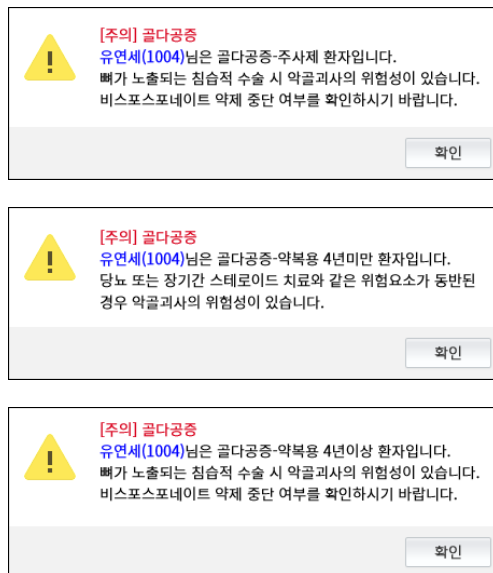 [주의] 골다공증
유연세(1004)님은 골다공증-주사제 환자입니다.
뼈가 노출되는 침습적 수술 시 악골괴사의 위험성이 있습니다.
비스포스포네이트 약제 중단 여부를 확인하시기 바랍니다.
확인
[주의] 골다공증
유연세(1004)님은 골다공증-약복용 4년미만 환자입니다.
당뇨 또는 장기간 스테로이드 치료와 같은 위험요소가 동반된
경우 악골괴사의 위험성이 있습니다.
확인
[주의] 골다공증
유연세(1004)님은 골다공증-약복용 4년이상 환자입니다.
뼈가 노출되는 침습적 수술 시 악골괴사의 위험성이 있습니다.
비스포스포네이트 약제 중단 여부를 확인하시기 바랍니다.
확인